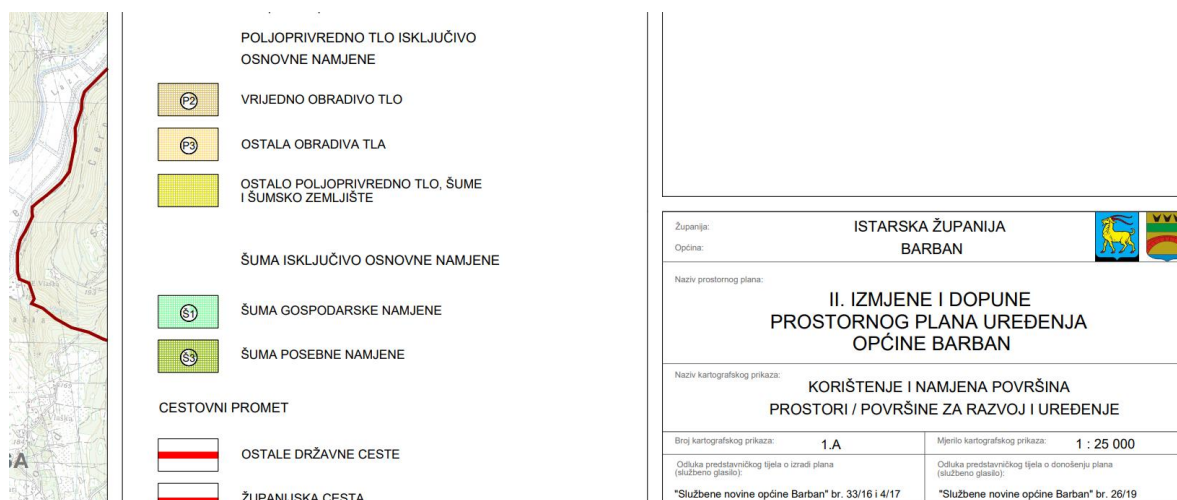 POLJOPRIVREDNO TLO ISKLJUČIVO
OSNOVNE NAMJENE
P2 VRIJEDNO OBRADIVO TLO
P3 OSTALA OBRADIVA TLA
OSTALO POLJOPRIVREDNO TLO, ŠUME
I ŠUMSKO ZEMLJIŠTE
ŠUMA ISKLJUČIVO OSNOVNE NAMJENE
Š1 ŠUMA GOSPODARSKE NAMJENE
Š3 ŠUMA POSEBNE NAMJENE
CESTOVNI PROMET
OSTALE DRŽAVNE CESTE
ŽUPANIJSKA CESTA
Županija: ISTARSKA ŽUPANIJA
Općina: BARBAN
Naziv prostornog plana:
II. IZMJENE I DOPUNE
PROSTORNOG PLANA UREĐENJA
OPĆINE BARBAN
Naziv kartografskog prikaza:
KORIŠTENJE I NAMJENA POVRŠINA
PROSTORI / POVRŠINE ZA RAZVOJ I UREĐENJE
Broj kartografskog prikaza: 1.A
Mjerilo kartografskog prikaza: 1 : 25 000
Odluka predstavničkog tijela o izradi plana
(službeno glasilo):
"Službene novine općine Barban" br. 33/16 i 4/17
Odluka predstavničkog tijela o donošenju plana
(službeno glasilo):
"Službene novine općine Barban" br. 26/19